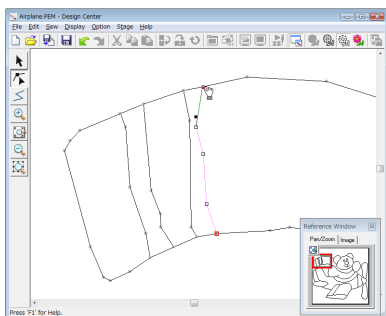 Airplane.PEM - Design Center
File Edit Sew Display Option Stage Help
Reference Window
Pan/Zoom Image
Press 'F1' for Help.